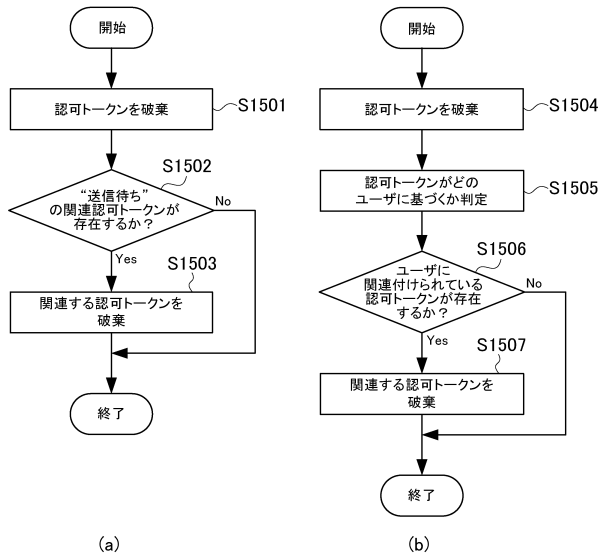 開始
認可トークンを破棄
S1501
S1502
“送信待ち”
の関連認可トークンが
存在するか？
No
Yes
S1503
関連する認可トークンを
破棄
終了
(a)
開始
認可トークンを破棄
S1504
認可トークンがどの
ユーザに基づくか判定
S1505
S1506
ユーザに
関連付けられている
認可トークンが存在
するか？
No
Yes
S1507
関連する認可トークンを
破棄
終了
(b)